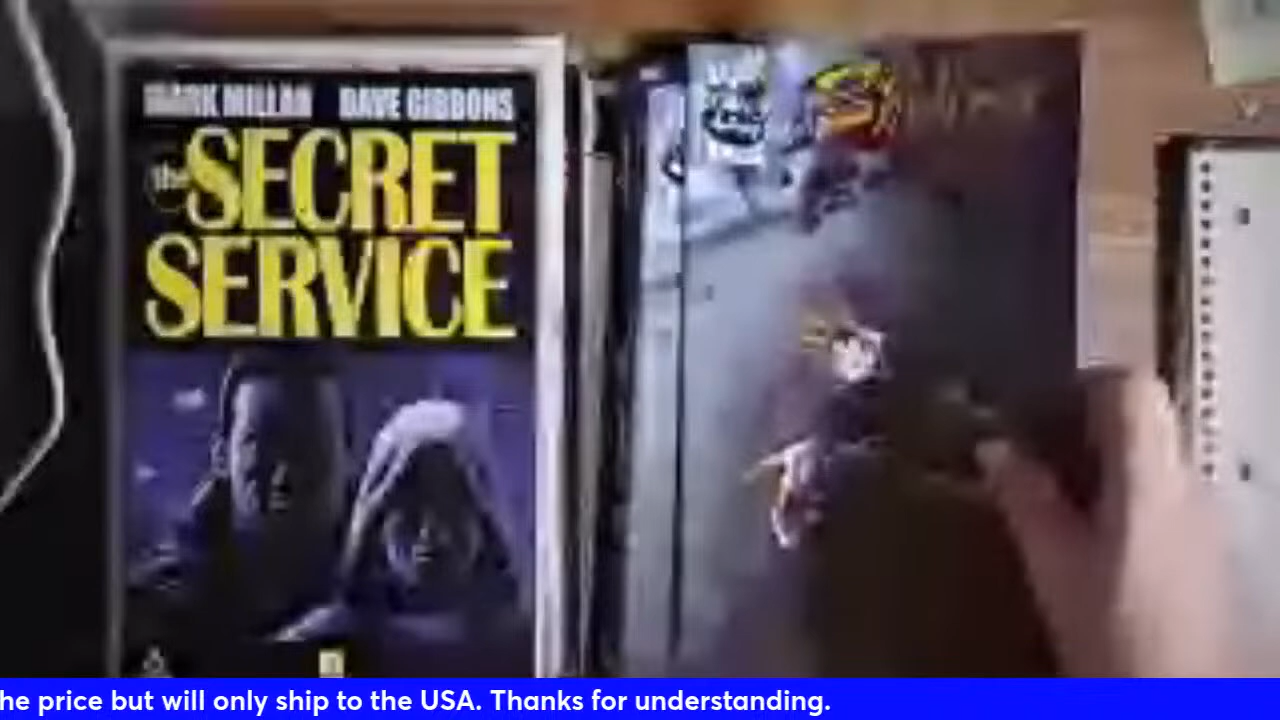 MARK MILLAR DAVE GIBBONS
the SECRET
SERVICE
he price but will only ship to the USA. Thanks for understanding.